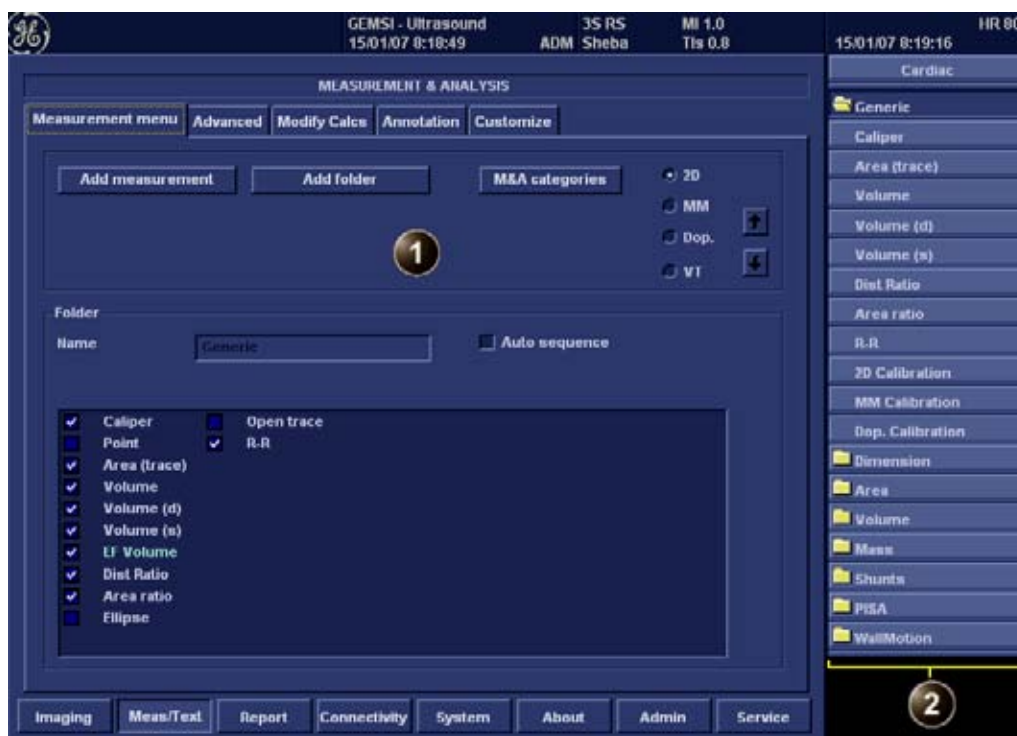 GEMSI - Ultrasound 3S RS MI 1.0 HR 80
15/01/07 8:18:49 ADM Sheba TIs 0.8 15/01/07 8:19:16
MEASUREMENT & ANALYSIS
Measurement menu Advanced Modify Calcs Annotation Customize
Add measurement Add folder M&A categories
2D
MM
Dop.
VT
1
Folder
Name Generic Auto sequence
Caliper Open trace
Point R-R
Area (trace)
Volume
Volume (d)
Volume (s)
EF Volume
Dist Ratio
Area ratio
Ellipse
Imaging Meas/Text Report Connectivity System About Admin Service
Cardiac
Generic
Caliper
Area (trace)
Volume
Volume (d)
Volume (s)
Dist Ratio
Area ratio
R-R
2D Calibration
MM Calibration
Dop. Calibration
Dimension
Area
Volume
Mass
Shunts
PISA
WallMotion
2